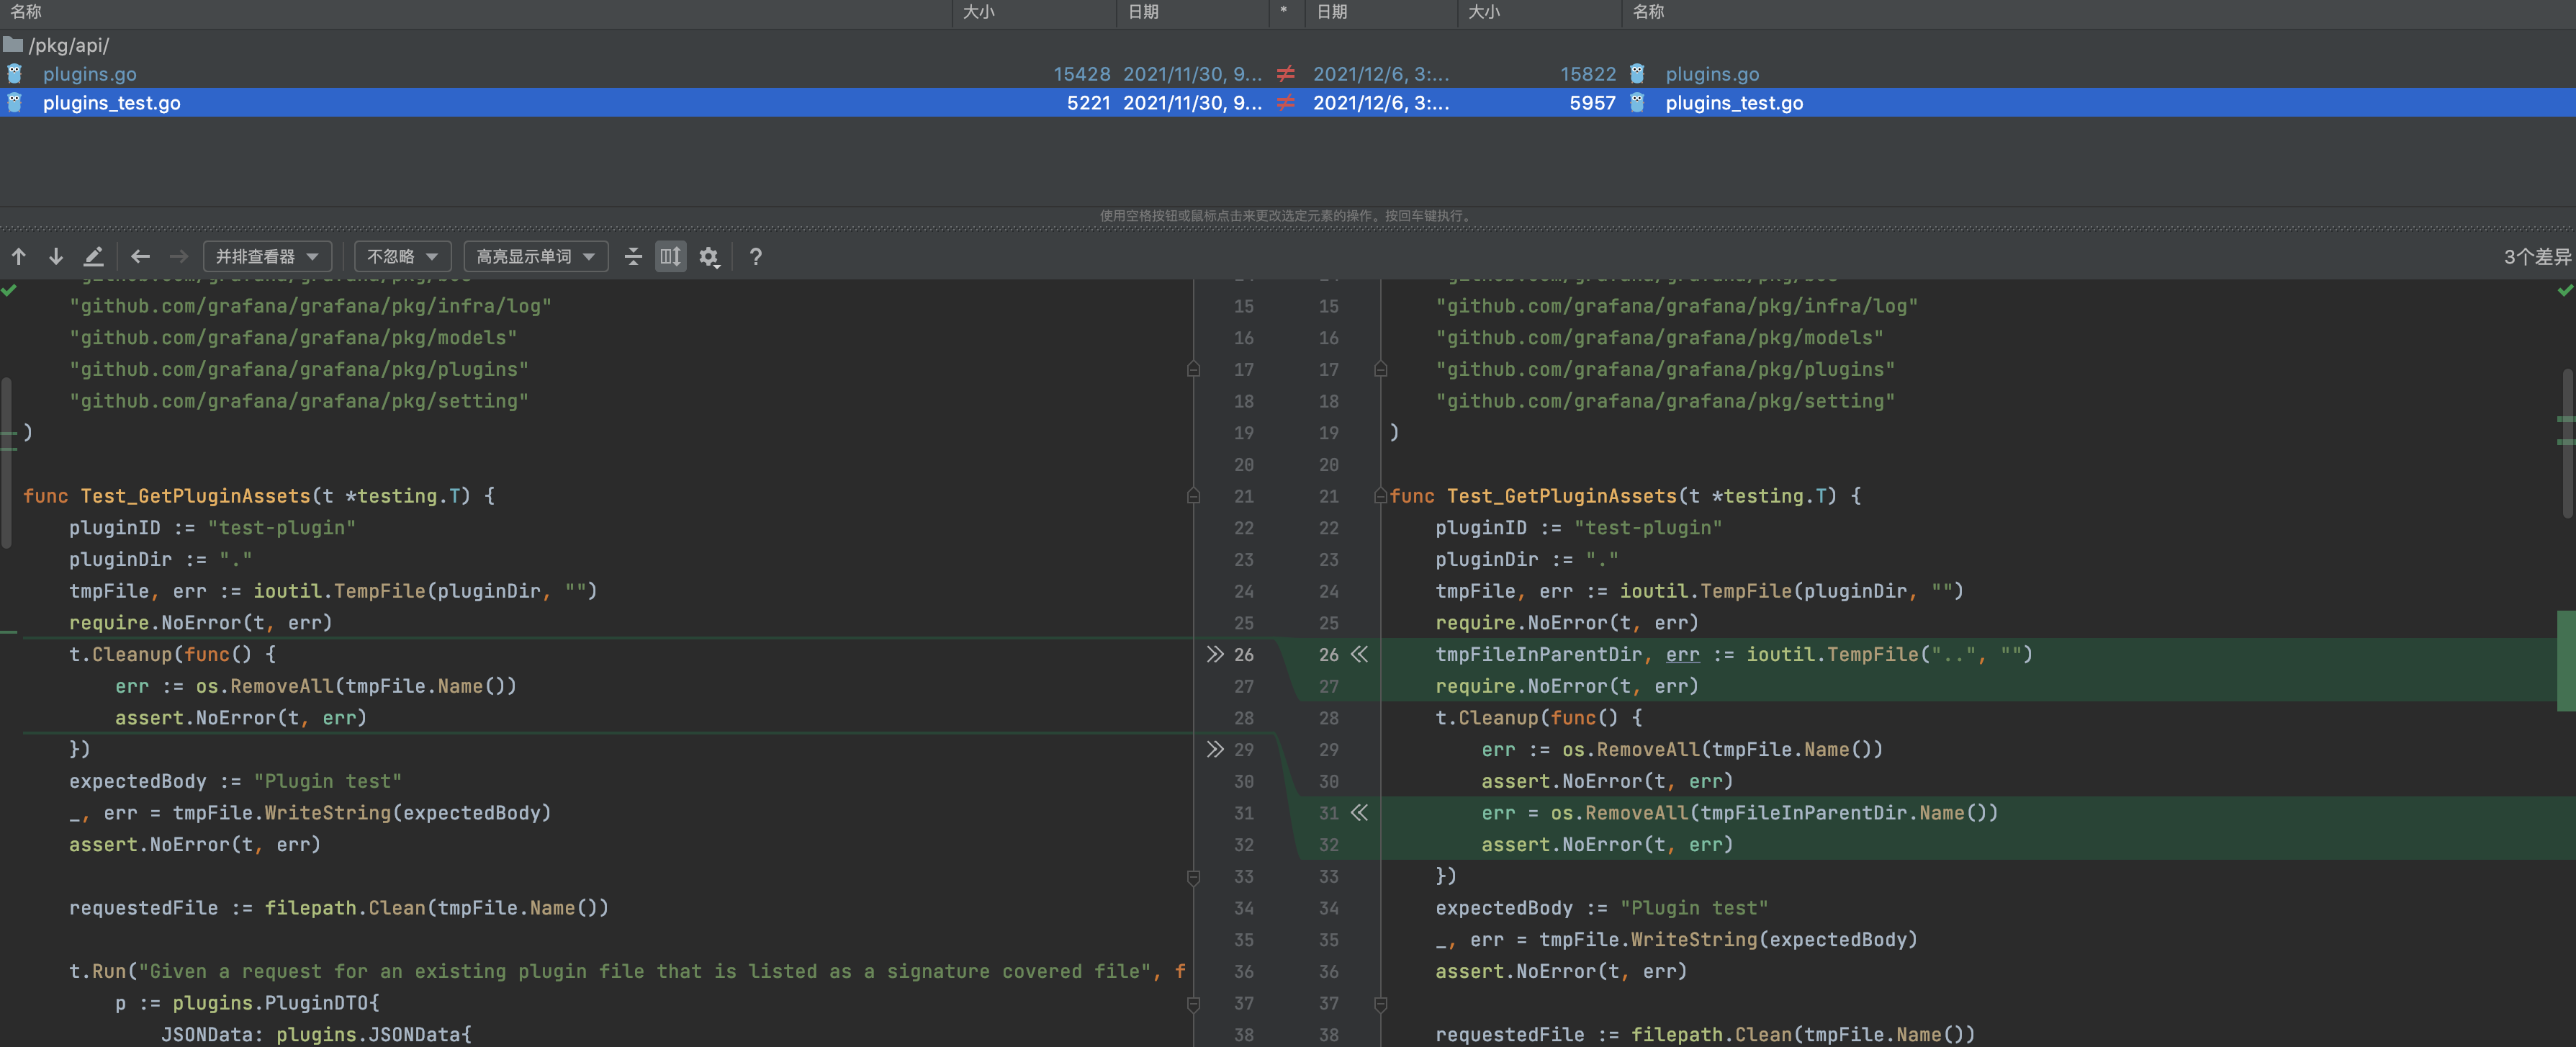 名称 大小 日期 * 日期 大小 名称
/pkg/api/
plugins.go 15428 2021/11/30, 9... ≠ 2021/12/6, 3:... 15822 plugins.go
plugins_test.go 5221 2021/11/30, 9... ≠ 2021/12/6, 3:... 5957 plugins_test.go
使用空格按钮或鼠标点击来更改选定元素的操作。按回车键执行。
并排查看器 不忽略 高亮显示单词 ? 3个差异
"github.com/grafana/grafana/pkg/infra/log" 15 15 "github.com/grafana/grafana/pkg/infra/log"
"github.com/grafana/grafana/pkg/models" 16 16 "github.com/grafana/grafana/pkg/models"
"github.com/grafana/grafana/pkg/plugins" 17 17 "github.com/grafana/grafana/pkg/plugins"
"github.com/grafana/grafana/pkg/setting" 18 18 "github.com/grafana/grafana/pkg/setting"
) 19 19 )
20 20
func Test_GetPluginAssets(t *testing.T) { 21 21 func Test_GetPluginAssets(t *testing.T) {
pluginID := "test-plugin" 22 22 pluginID := "test-plugin"
pluginDir := "." 23 23 pluginDir := "."
tmpFile, err := ioutil.TempFile(pluginDir, "") 24 24 tmpFile, err := ioutil.TempFile(pluginDir, "")
require.NoError(t, err) 25 25 require.NoError(t, err)
t.Cleanup(func() { 26 26 tmpFileInParentDir, err := ioutil.TempFile("..", "")
err := os.RemoveAll(tmpFile.Name()) 27 27 require.NoError(t, err)
assert.NoError(t, err) 28 28 t.Cleanup(func() {
}) 29 29 err := os.RemoveAll(tmpFile.Name())
expectedBody := "Plugin test" 30 30 assert.NoError(t, err)
_, err = tmpFile.WriteString(expectedBody) 31 31 err = os.RemoveAll(tmpFileInParentDir.Name())
assert.NoError(t, err) 32 32 assert.NoError(t, err)
33 33 })
requestedFile := filepath.Clean(tmpFile.Name()) 34 34 expectedBody := "Plugin test"
35 35 _, err = tmpFile.WriteString(expectedBody)
t.Run("Given a request for an existing plugin file that is listed as a signature covered file", f 36 36 assert.NoError(t, err)
p := plugins.PluginDTO{ 37 37
JSONData: plugins.JSONData{ 38 38 requestedFile := filepath.Clean(tmpFile.Name())